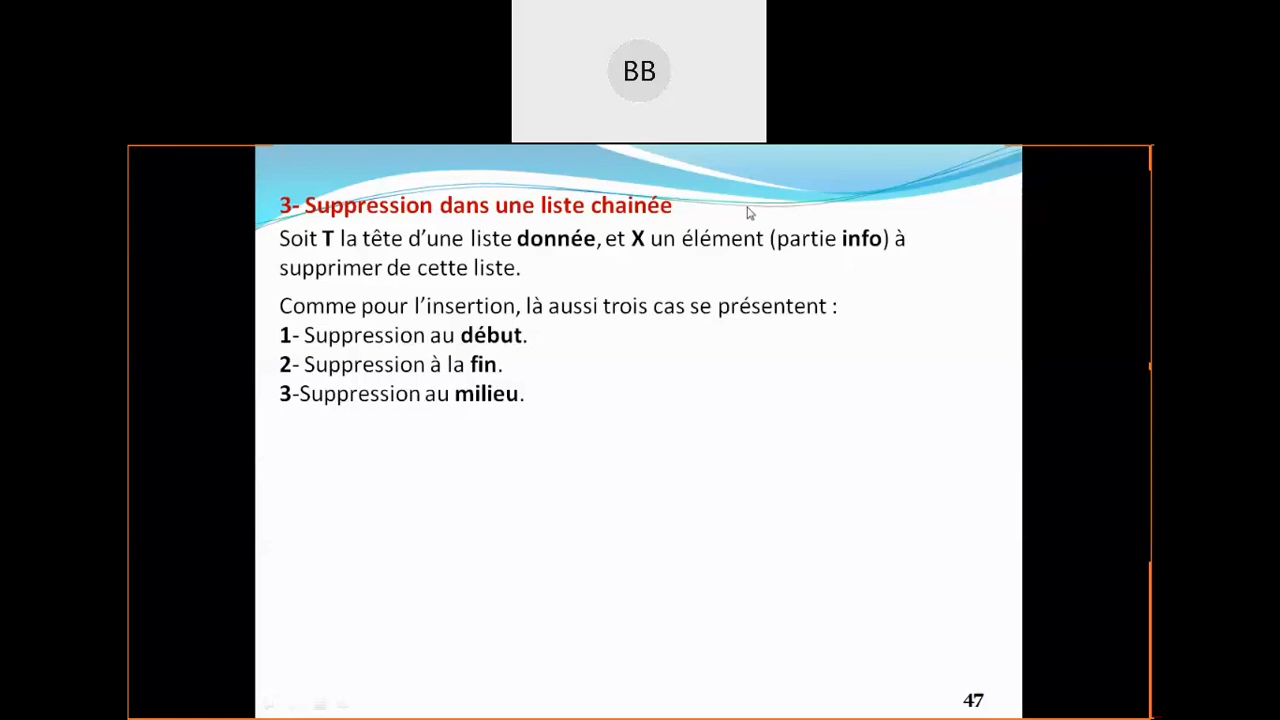 BB
3- Suppression dans une liste chainée
Soit T la tête d’une liste donnée, et X un élément (partie info) à
supprimer de cette liste.
Comme pour l’insertion, là aussi trois cas se présentent :
1- Suppression au début.
2- Suppression à la fin.
3-Suppression au milieu.
47